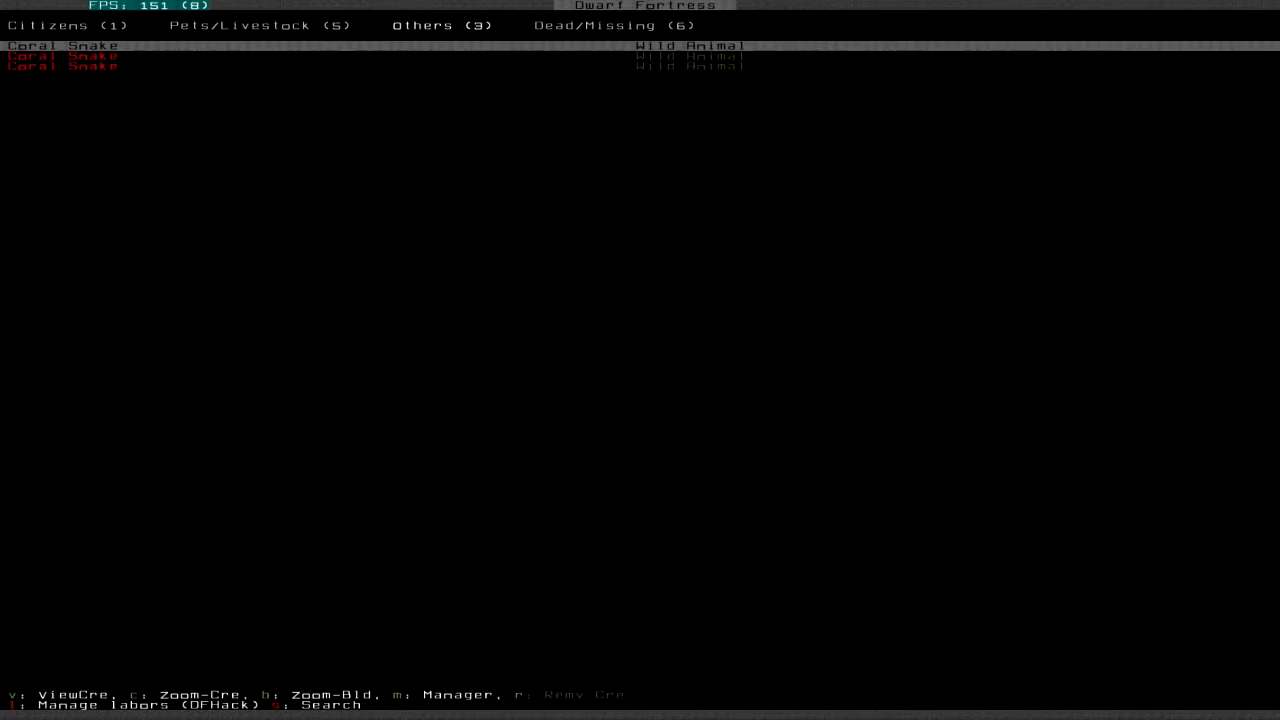 FPS: 151 (8) Dwarf Fortress
Citizens (1) Pets/Livestock (5) Others (3) Dead/Missing (6)
Coral Snake Wild Animal
Coral Snake Wild Animal
Coral Snake Wild Animal
v: ViewCre, c: Zoom-Cre, b: Zoom-Bld, m: Manager, r: Remv Cre
l: Manage labors (DFHack) s: Search